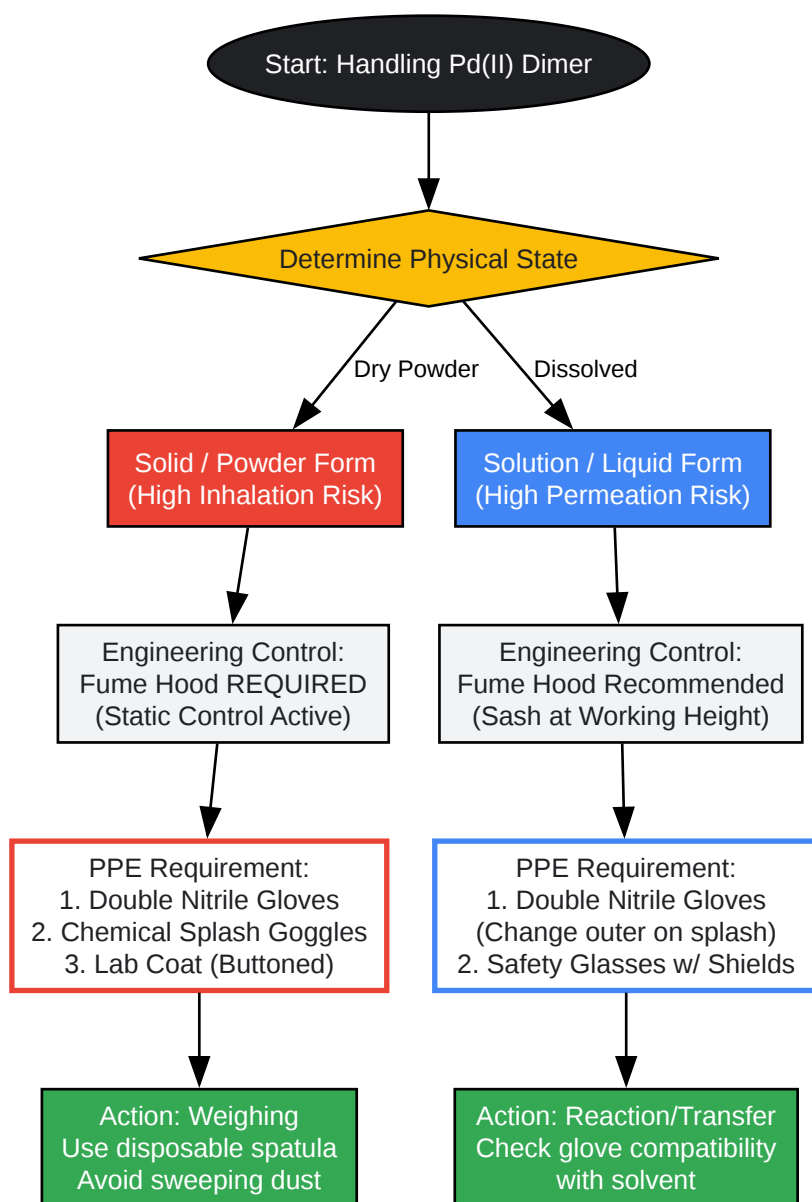 Start: Handling Pd(II) Dimer
Determine Physical State
Dry Powder
Dissolved
Solid / Powder Form
(High Inhalation Risk)
Solution / Liquid Form
(High Permeation Risk)
Engineering Control:
Fume Hood REQUIRED
(Static Control Active)
Engineering Control:
Fume Hood Recommended
(Sash at Working Height)
PPE Requirement:
1. Double Nitrile Gloves
2. Chemical Splash Goggles
3. Lab Coat (Buttoned)
PPE Requirement:
1. Double Nitrile Gloves
(Change outer on splash)
2. Safety Glasses w/ Shields
Action: Weighing
Use disposable spatula
Avoid sweeping dust
Action: Reaction/Transfer
Check glove compatibility
with solvent